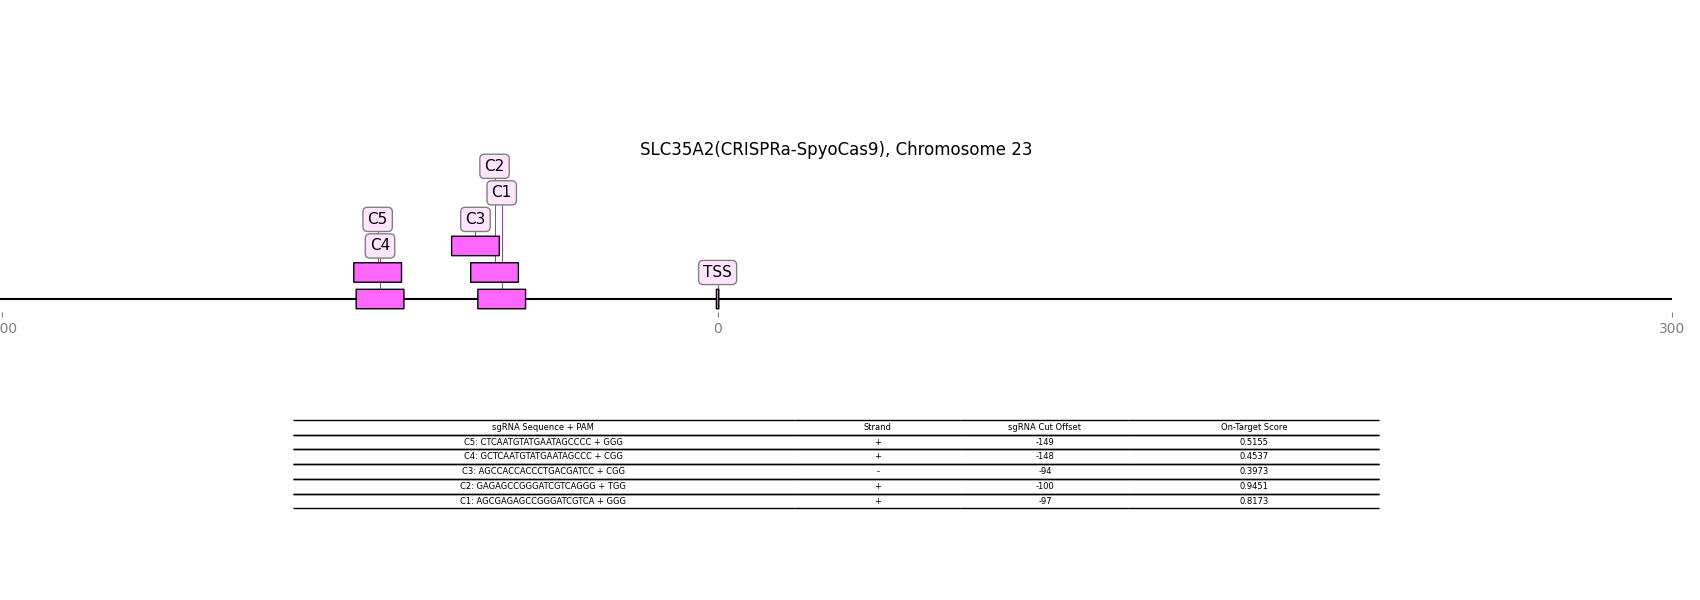 SLC35A2(CRISPRa-SpyoCas9), Chromosome 23
C2
C1
C5
C3
C4
TSS
00 0 300
sgRNA Sequence + PAM Strand sgRNA Cut Offset On-Target Score
C5: CTCAATGTATGAATAGCCCC + GGG + -149 0.5155
C4: GCTCAATGTATGAATAGCCC + CGG + -148 0.4537
C3: AGCCACCACCCTGACGATCC + CGG - -94 0.3973
C2: GAGAGCCGGGATCGTCAGGG + TGG + -100 0.9451
C1: AGCGAGAGCCGGGATCGTCA + GGG + -97 0.8173